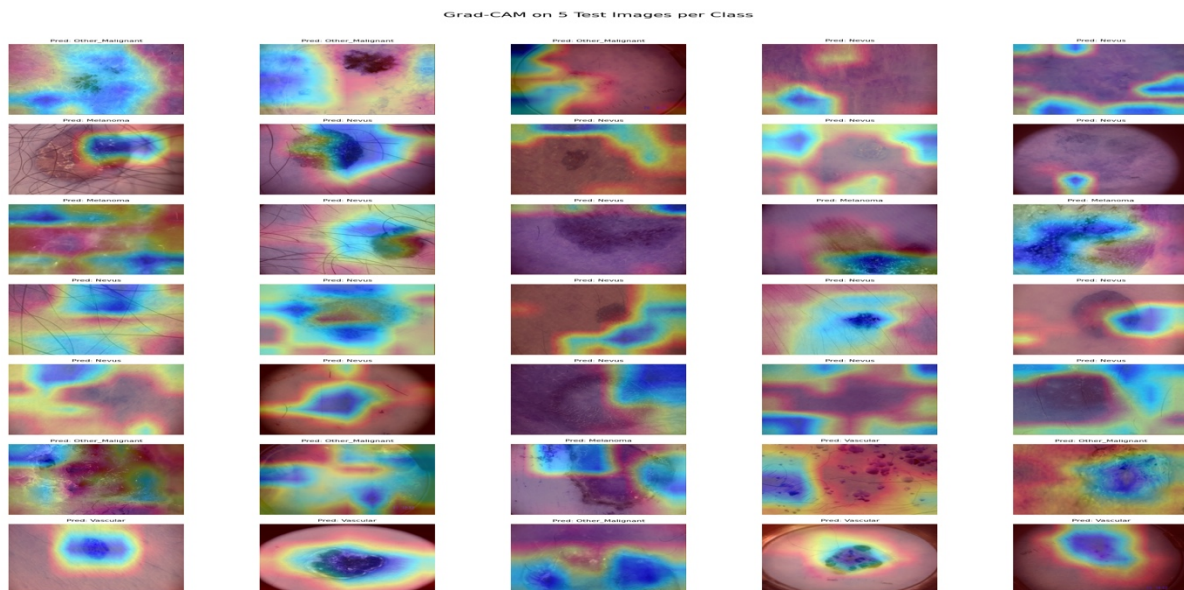 Grad-CAM on 5 Test Images per Class
Pred: Other_Malignant
Pred: Other_Malignant
Pred: Other_Malignant
Pred: Nevus
Pred: Nevus
Pred: Melanoma
Pred: Nevus
Pred: Nevus
Pred: Nevus
Pred: Nevus
Pred: Melanoma
Pred: Nevus
Pred: Nevus
Pred: Melanoma
Pred: Melanoma
Pred: Nevus
Pred: Nevus
Pred: Nevus
Pred: Nevus
Pred: Nevus
Pred: Nevus
Pred: Nevus
Pred: Nevus
Pred: Nevus
Pred: Nevus
Pred: Other_Malignant
Pred: Other_Malignant
Pred: Melanoma
Pred: Vascular
Pred: Other_Malignant
Pred: Vascular
Pred: Vascular
Pred: Other_Malignant
Pred: Vascular
Pred: Vascular